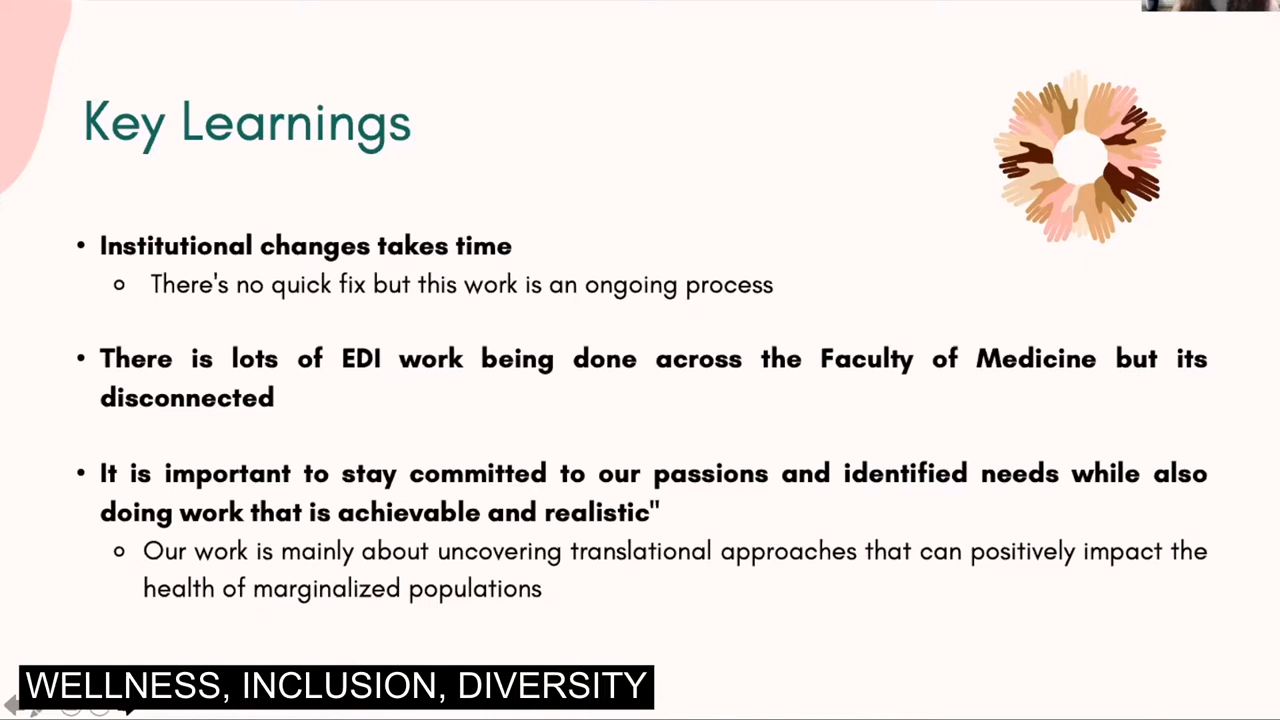 Key Learnings
• Institutional changes takes time
○ There's no quick fix but this work is an ongoing process
• There is lots of EDI work being done across the Faculty of Medicine but its
disconnected
• It is important to stay committed to our passions and identified needs while also
doing work that is achievable and realistic"
○ Our work is mainly about uncovering translational approaches that can positively impact the
health of marginalized populations
WELLNESS, INCLUSION, DIVERSITY